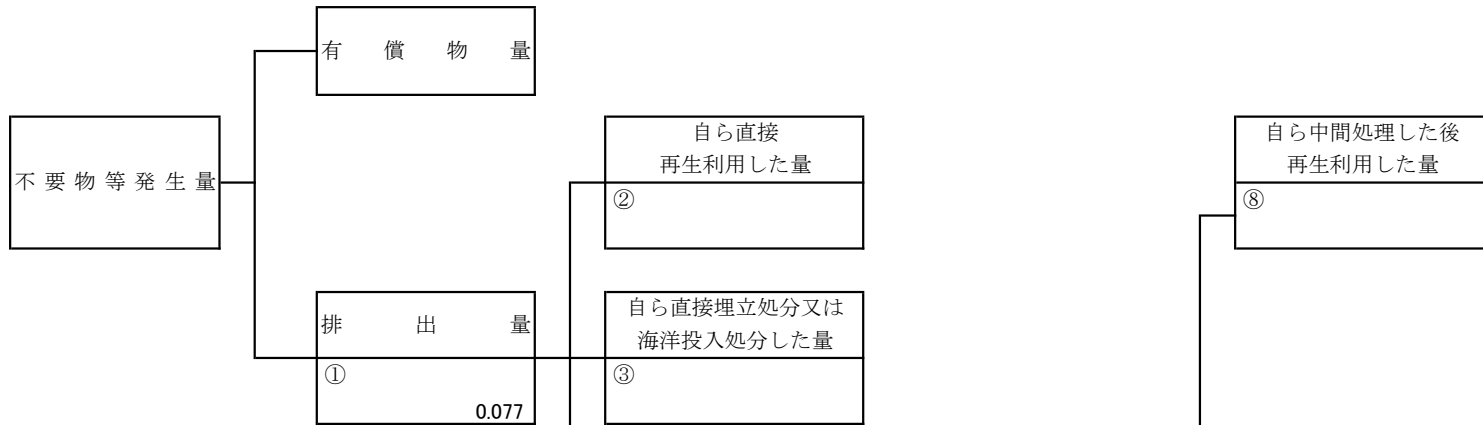 有償物量
不要物等発生量
自ら直接
再生利用した量
②
自ら中間処理した後
再生利用した量
⑧
排出量
①
0.077
自ら直接埋立処分又は
海洋投入処分した量
③